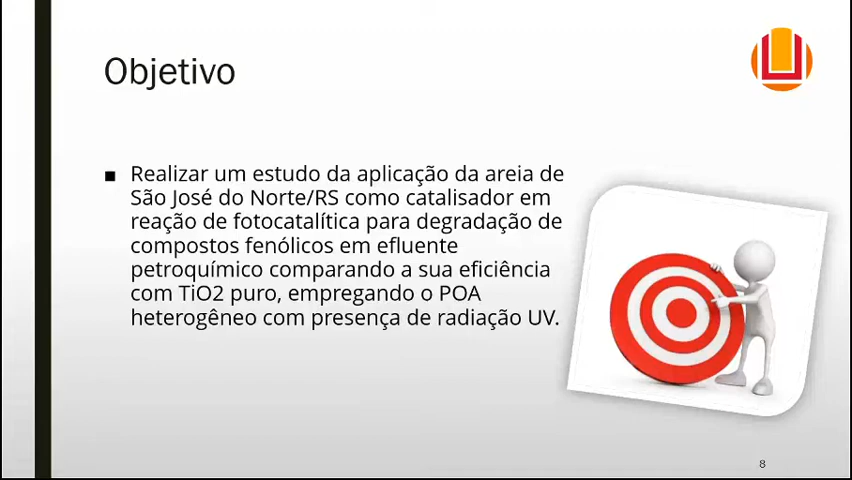 Objetivo
■ Realizar um estudo da aplicação da areia de
São José do Norte/RS como catalisador em
reação de fotocatalítica para degradação de
compostos fenólicos em efluente
petroquímico comparando a sua eficiência
com TiO2 puro, empregando o POA
heterogêneo com presença de radiação UV.
8